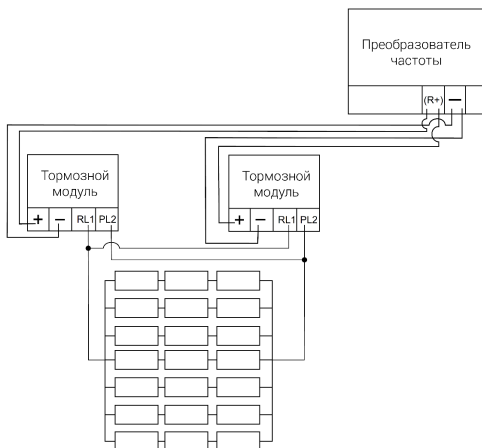 Преобразователь
частоты
(R+) —
Тормозной
модуль
+ — RL1 PL2
Тормозной
модуль
+ — RL1 PL2